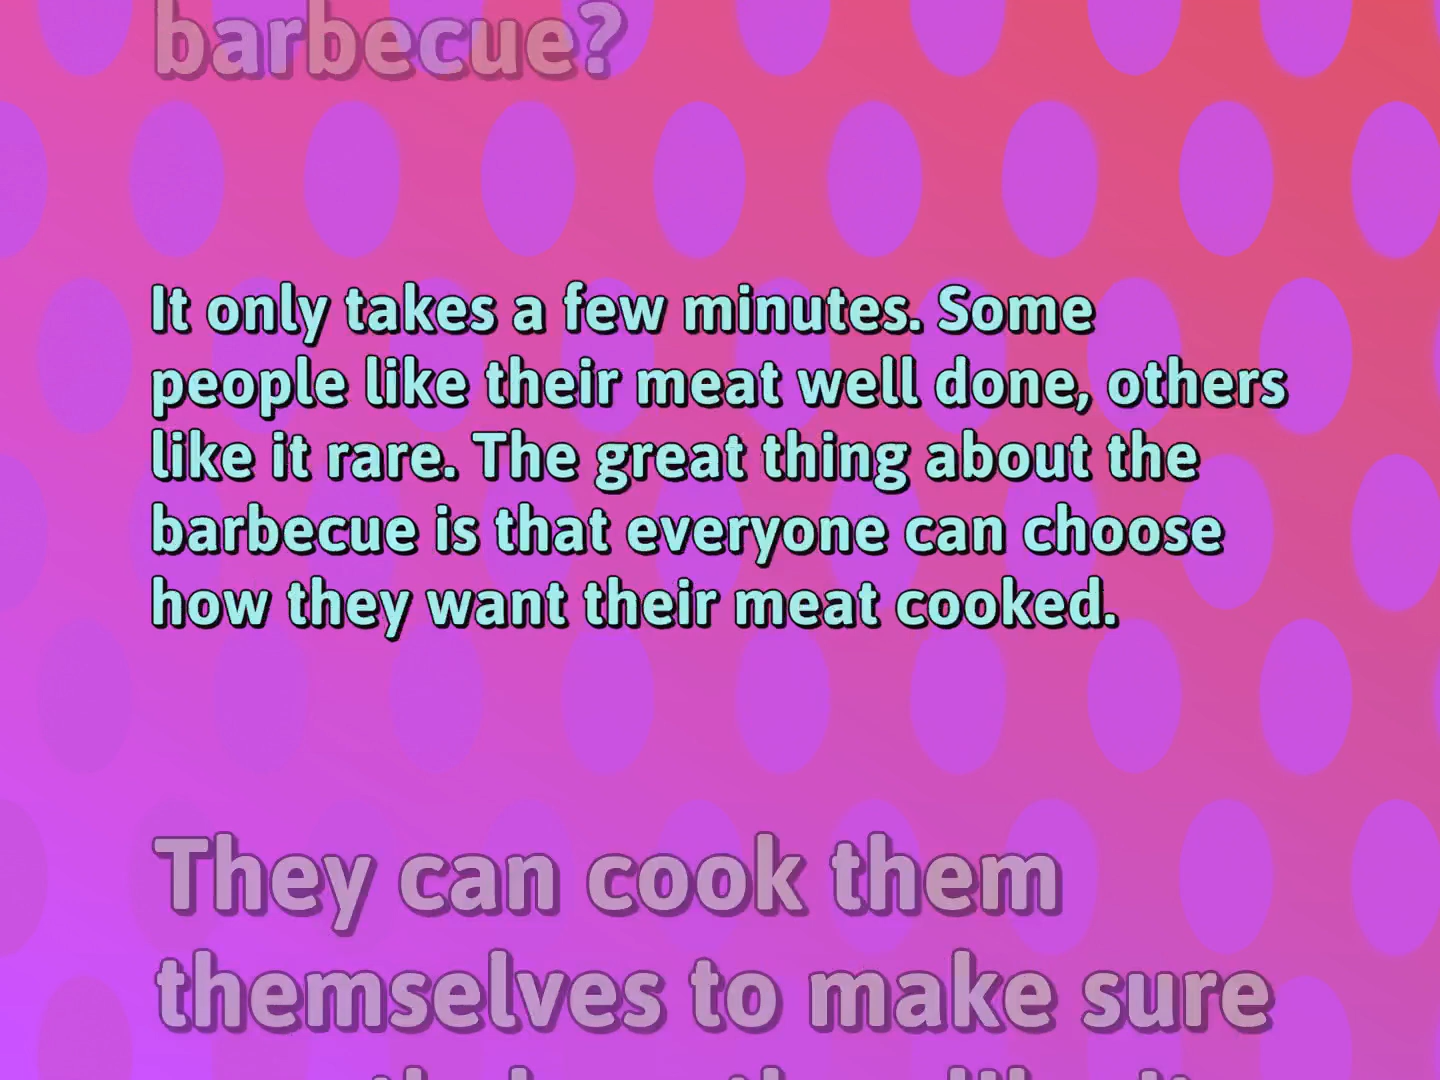 barbecue?
It only takes a few minutes. Some
people like their meat well done, others
like it rare. The great thing about the
barbecue is that everyone can choose
how they want their meat cooked.
They can cook them
themselves to make sure